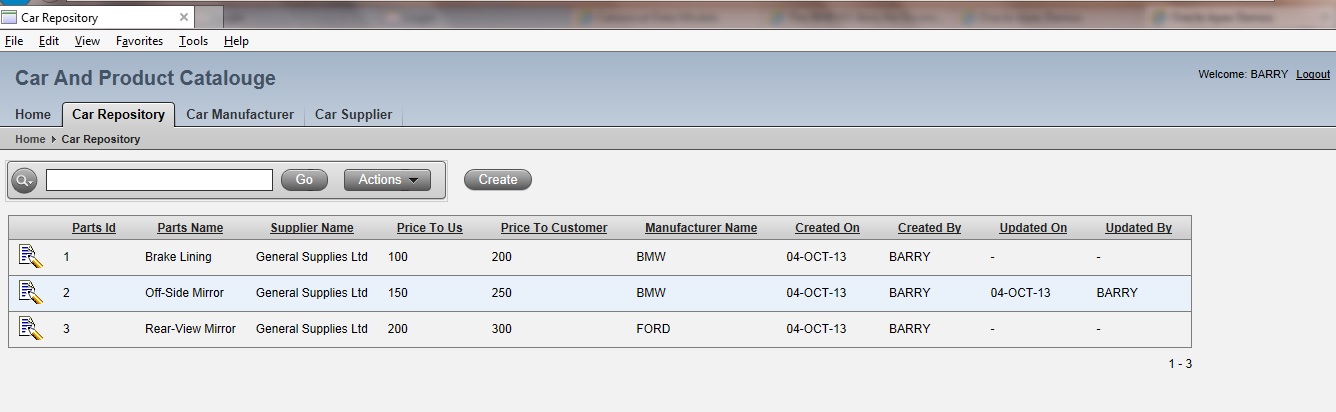 Car Repository
File Edit View Favorites Tools Help
Car And Product Catalouge
Welcome: BARRY Logout
Home Car Repository Car Manufacturer Car Supplier
Home Car Repository
Go Actions Create
Parts Id Parts Name Supplier Name Price To Us Price To Customer Manufacturer Name Created On Created By Updated On Updated By
1 Brake Lining General Supplies Ltd 100 200 BMW 04-OCT-13 BARRY - -
2 Off-Side Mirror General Supplies Ltd 150 250 BMW 04-OCT-13 BARRY 04-OCT-13 BARRY
3 Rear-View Mirror General Supplies Ltd 200 300 FORD 04-OCT-13 BARRY - -
1 - 3